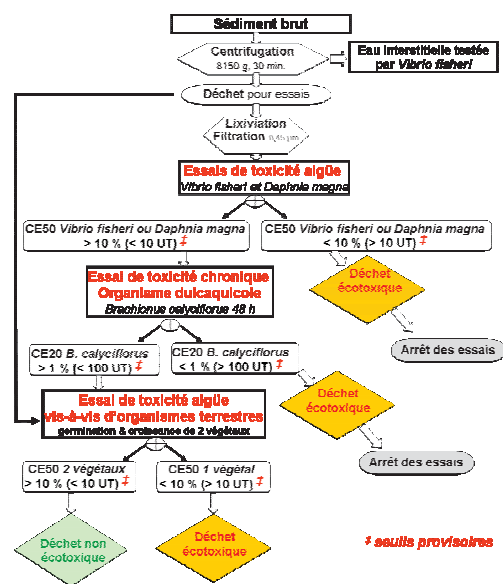 Sédiment brut
Centrifugation
8150 g, 30 min.
Eau interstitielle testée
par Vibrio fisheri
Déchet pour essais
Lixiviation
Filtration 0,45 µm
Essais de toxicité aigüe
Vibrio fisheri et Daphnia magna
CE50 Vibrio fisheri ou Daphnia magna
> 10 % (< 10 UT) ‡
CE50 Vibrio fisheri ou Daphnia magna
< 10% (> 10 UT) ‡
Essai de toxicité chronique
Organisme dulcaquicole
Brachionus calyciflorus 48 h
Déchet
écotoxique
Arrêt des essais
CE20 B. calyciflorus
> 1 % (< 100 UT) ‡
CE20 B. calyciflorus
< 1 % (> 100 UT) ‡
Essai de toxicité aigüe
vis-à-vis d'organismes terrestres
germination & croissance de 2 végétaux
Déchet
écotoxique
Arrêt des essais
CE50 2 végétaux
> 10% (< 10 UT) ‡
CE50 1 végétal
< 10% (> 10 UT) ‡
Déchet non
écotoxique
Déchet
écotoxique
‡ seuils provisoires